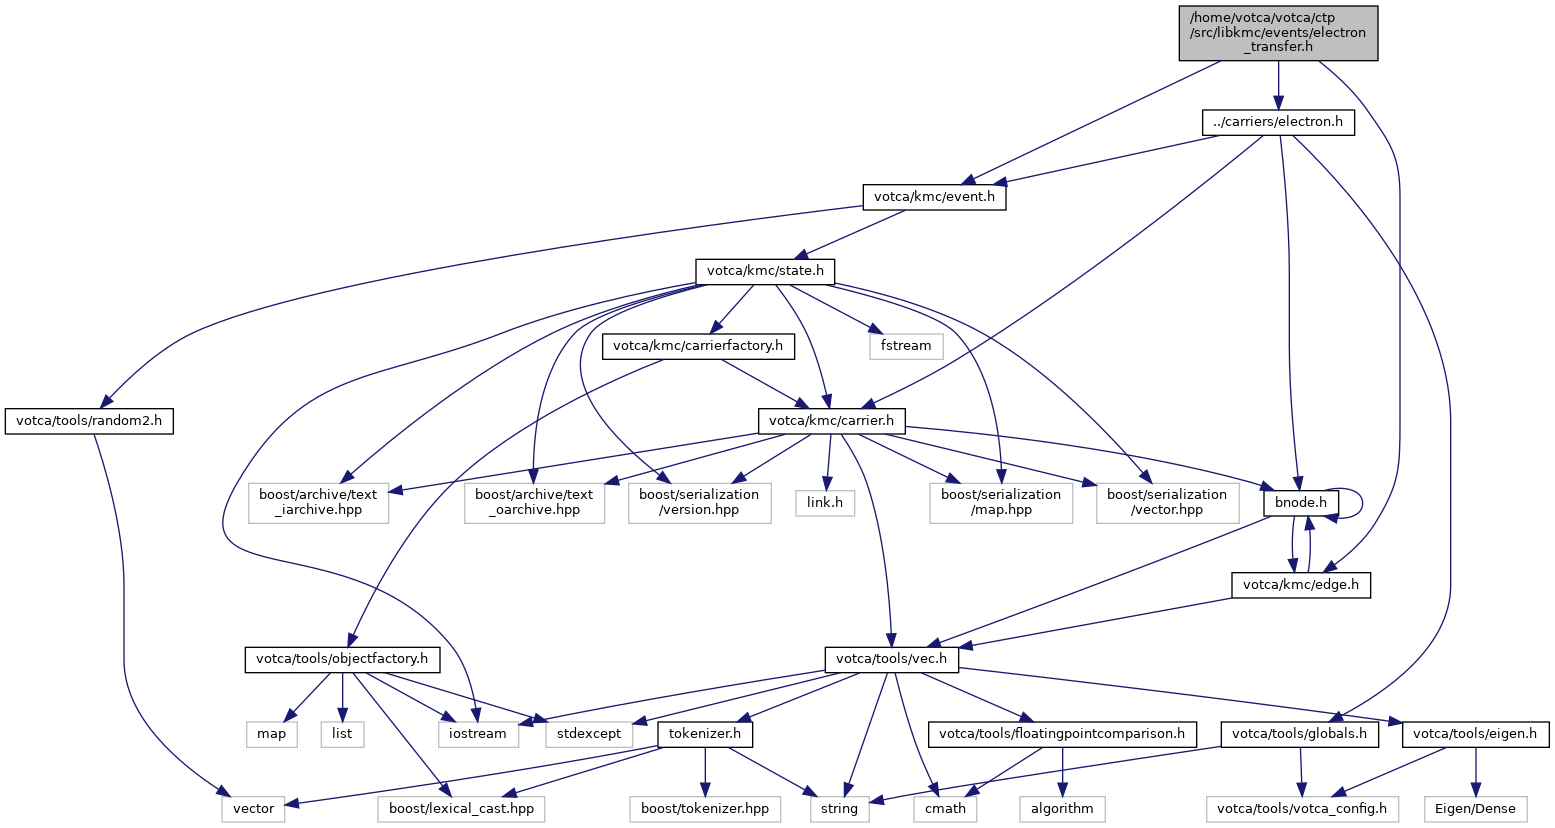 /home/votca/votca/ctp
/src/libkmc/events/electron
_transfer.h
../carriers/electron.h
votca/kmc/event.h
votca/kmc/state.h
votca/kmc/carrierfactory.h
fstream
votca/tools/random2.h
votca/kmc/carrier.h
boost/archive/text
_iarchive.hpp
boost/archive/text
_oarchive.hpp
boost/serialization
/version.hpp
link.h
boost/serialization
/map.hpp
boost/serialization
/vector.hpp
bnode.h
votca/kmc/edge.h
votca/tools/objectfactory.h
votca/tools/vec.h
map
list
iostream
stdexcept
tokenizer.h
votca/tools/floatingpointcomparison.h
votca/tools/globals.h
votca/tools/eigen.h
vector
boost/lexical_cast.hpp
boost/tokenizer.hpp
string
cmath
algorithm
votca/tools/votca_config.h
Eigen/Dense